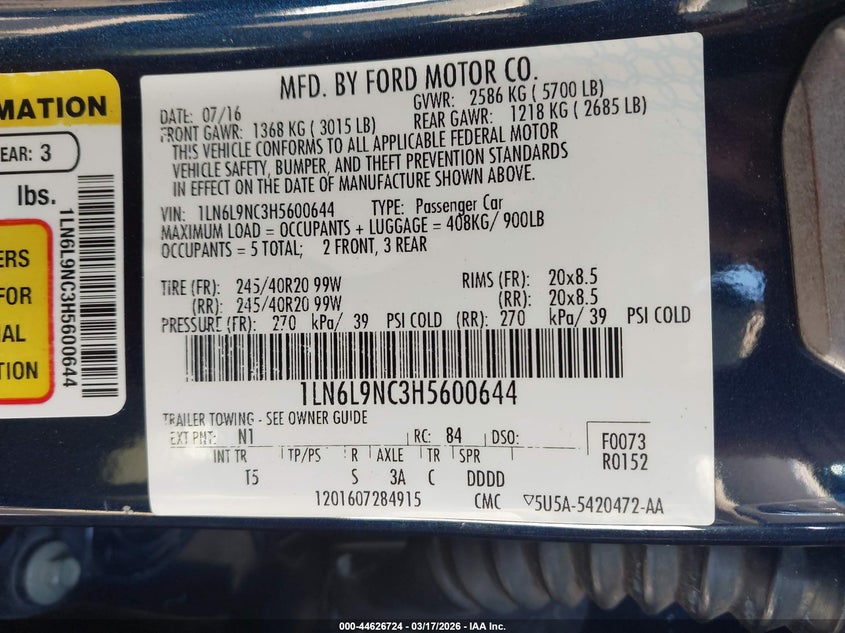 MATION
EAR: 3
lbs.
1LN6L9NC3H5600644
ERS
FOR
IAL
TION
MFD. BY FORD MOTOR CO.
DATE: 07/16 GVWR: 2586 KG ( 5700 LB)
FRONT GAWR: 1368 KG ( 3015 LB) REAR GAWR: 1218 KG ( 2685 LB)
THIS VEHICLE CONFORMS TO ALL APPLICABLE FEDERAL MOTOR
VEHICLE SAFETY, BUMPER, AND THEFT PREVENTION STANDARDS
IN EFFECT ON THE DATE OF MANUFACTURE SHOWN ABOVE.
VIN: 1LN6L9NC3H5600644 TYPE: Passenger Car
MAXIMUM LOAD = OCCUPANTS + LUGGAGE = 408KG/ 900LB
OCCUPANTS = 5 TOTAL; 2 FRONT, 3 REAR
TIRE (FR): 245/40R20 99W RIMS (FR): 20x8.5
(RR): 245/40R20 99W (RR): 20x8.5
PRESSURE (FR): 270 kPa/ 39 PSI COLD (RR): 270 kPa/ 39 PSI COLD
1LN6L9NC3H5600644
TRAILER TOWING - SEE OWNER GUIDE
EXT PNT: N1 RC: 84 DSO: F0073
INT TR TP/PS R AXLE TR SPR R0152
T5 S 3A C DDDD
1201607284915 CMC ▽5U5A-5420472-AA
000-44626724 — 03/17/2026 — IAA Inc.